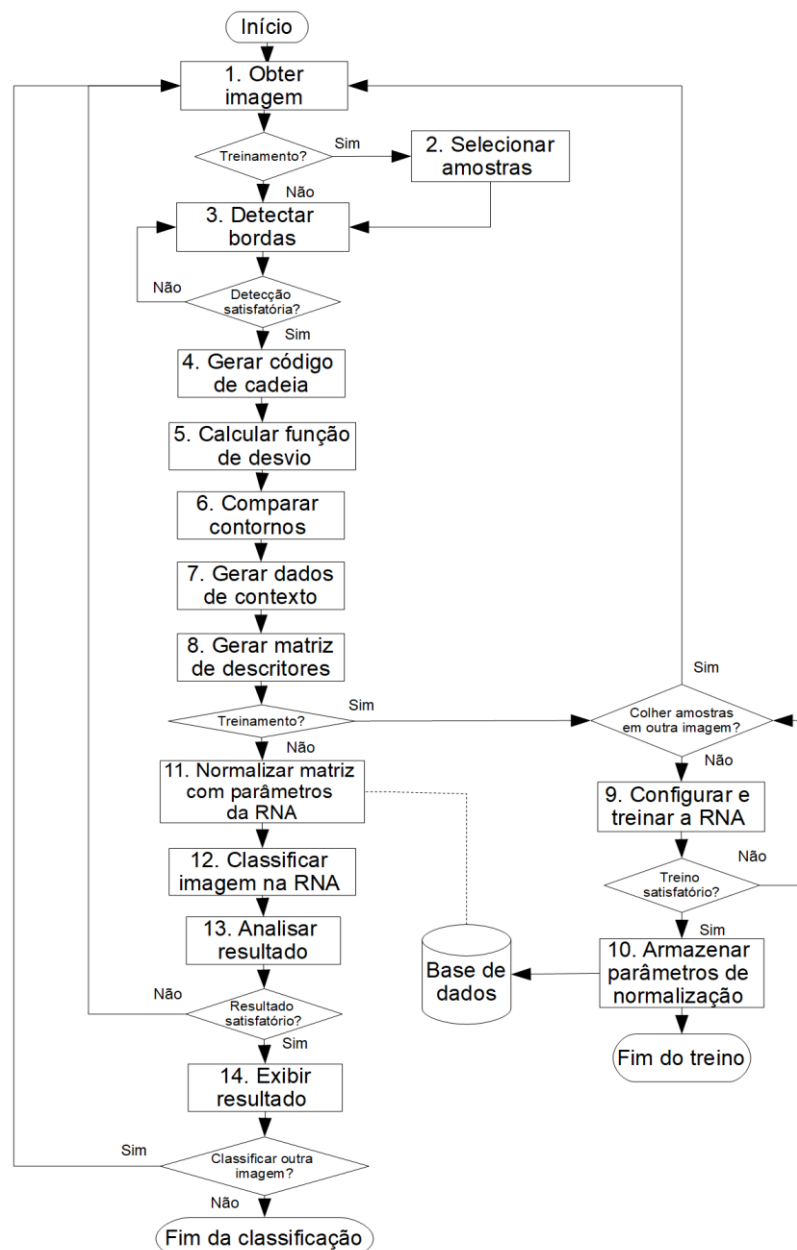 Início
1. Obter
imagem
Treinamento?
Sim
2. Selecionar
amostras
Não
3. Detectar
bordas
Não
Detecção
satisfatória?
Sim
4. Gerar código
de cadeia
5. Calcular função
de desvio
6. Comparar
contornos
7. Gerar dados
de contexto
8. Gerar matriz
de descritores
Treinamento?
Sim
Não
Sim
Colher amostras
em outra imagem?
Não
9. Configurar e
treinar a RNA
Treino
satisfatório?
Não
Sim
10. Armazenar
parâmetros de
normalização
Fim do treino
Base de
dados
11. Normalizar matriz
com parâmetros
da RNA
12. Classificar
imagem na RNA
13. Analisar
resultado
Não
Resultado
satisfatório?
Sim
14. Exibir
resultado
Sim
Classificar outra
imagem?
Não
Fim da classificação